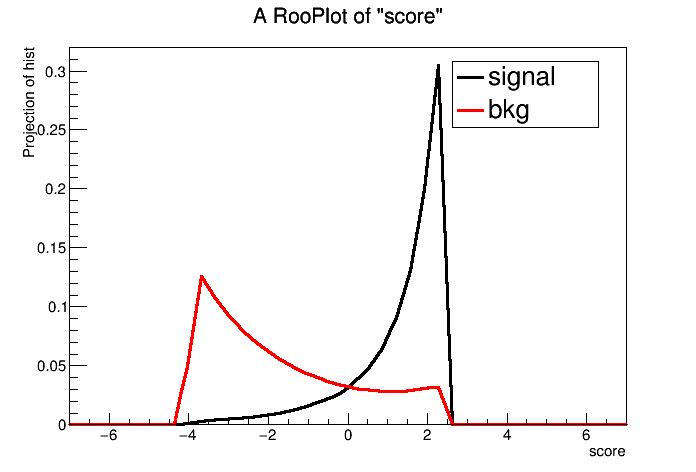 A RooPlot of "score"
Projection of hist
0.3
0.25
0.2
0.15
0.1
0.05
0
signal
bkg
−6 −4 −2 0 2 4 6
score